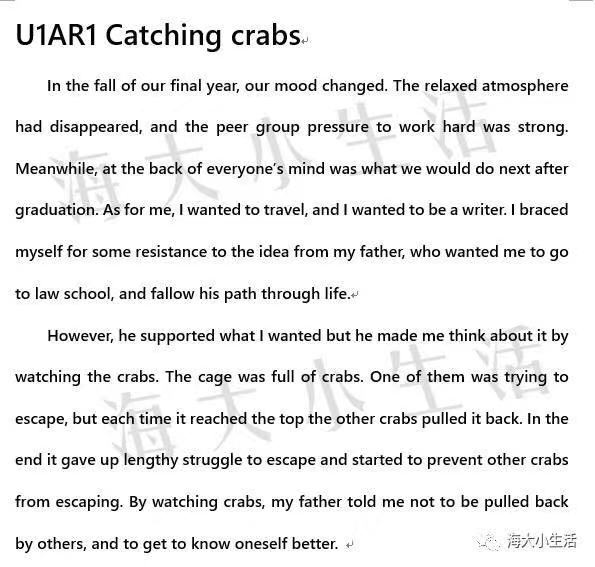 U1AR1 Catching crabs
In the fall of our final year, our mood changed. The relaxed atmosphere
had disappeared, and the peer group pressure to work hard was strong.
Meanwhile, at the back of everyone's mind was what we would do next after
graduation. As for me, I wanted to travel, and I wanted to be a writer. I braced
myself for some resistance to the idea from my father, who wanted me to go
to law school, and fallow his path through life.
However, he supported what I wanted but he made me think about it by
watching the crabs. The cage was full of crabs. One of them was trying to
escape, but each time it reached the top the other crabs pulled it back. In the
end it gave up lengthy struggle to escape and started to prevent other crabs
from escaping. By watching crabs, my father told me not to be pulled back
by others, and to get to know oneself better.
海大小生活
海大小生活
海大小生活